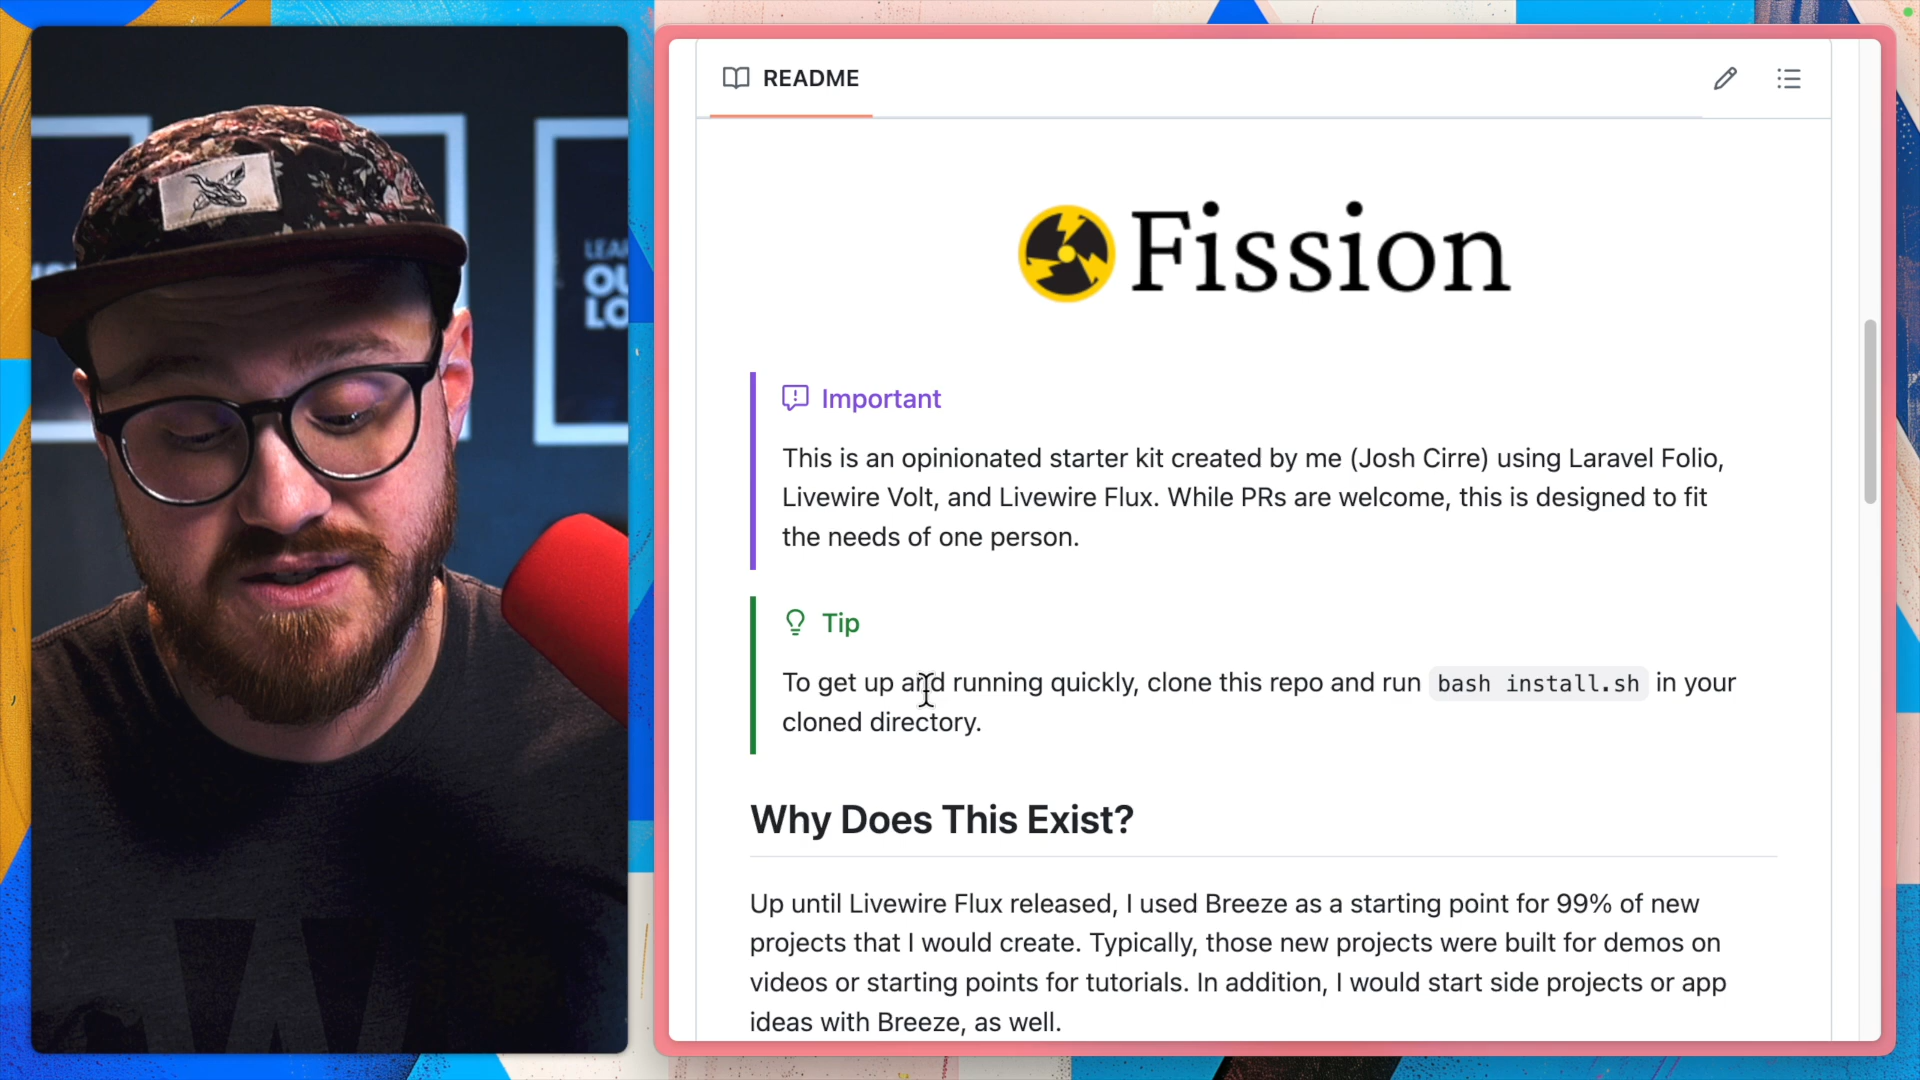 LEA
OU
LO
README
Fission
Important
This is an opinionated starter kit created by me (Josh Cirre) using Laravel Folio,
Livewire Volt, and Livewire Flux. While PRs are welcome, this is designed to fit
the needs of one person.
Tip
To get up and running quickly, clone this repo and run bash install.sh in your
cloned directory.
Why Does This Exist?
Up until Livewire Flux released, I used Breeze as a starting point for 99% of new
projects that I would create. Typically, those new projects were built for demos on
videos or starting points for tutorials. In addition, I would start side projects or app
ideas with Breeze, as well.